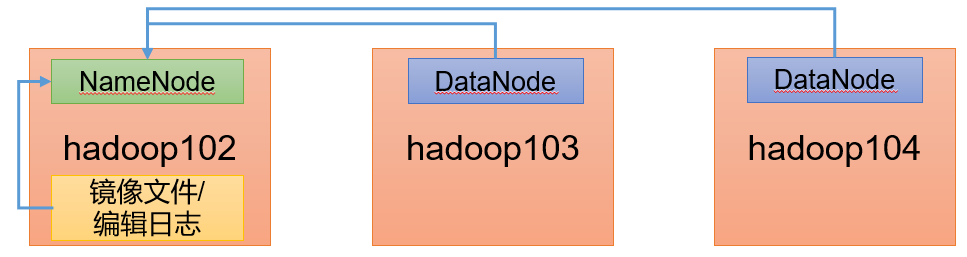 NameNode
hadoop102
镜像文件/
编辑日志
DataNode
hadoop103
DataNode
hadoop104